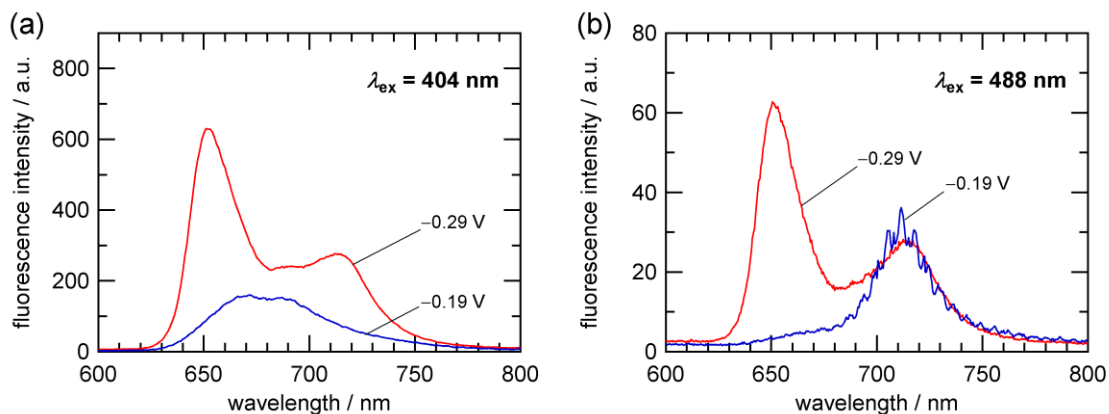 (a)
λex = 404 nm
−0.29 V
−0.19 V
fluorescence intensity / a.u.
800
600
400
200
0
600 650 700 750 800
wavelength / nm
(b)
λex = 488 nm
−0.29 V
−0.19 V
fluorescence intensity / a.u.
80
60
40
20
0
600 650 700 750 800
wavelength / nm